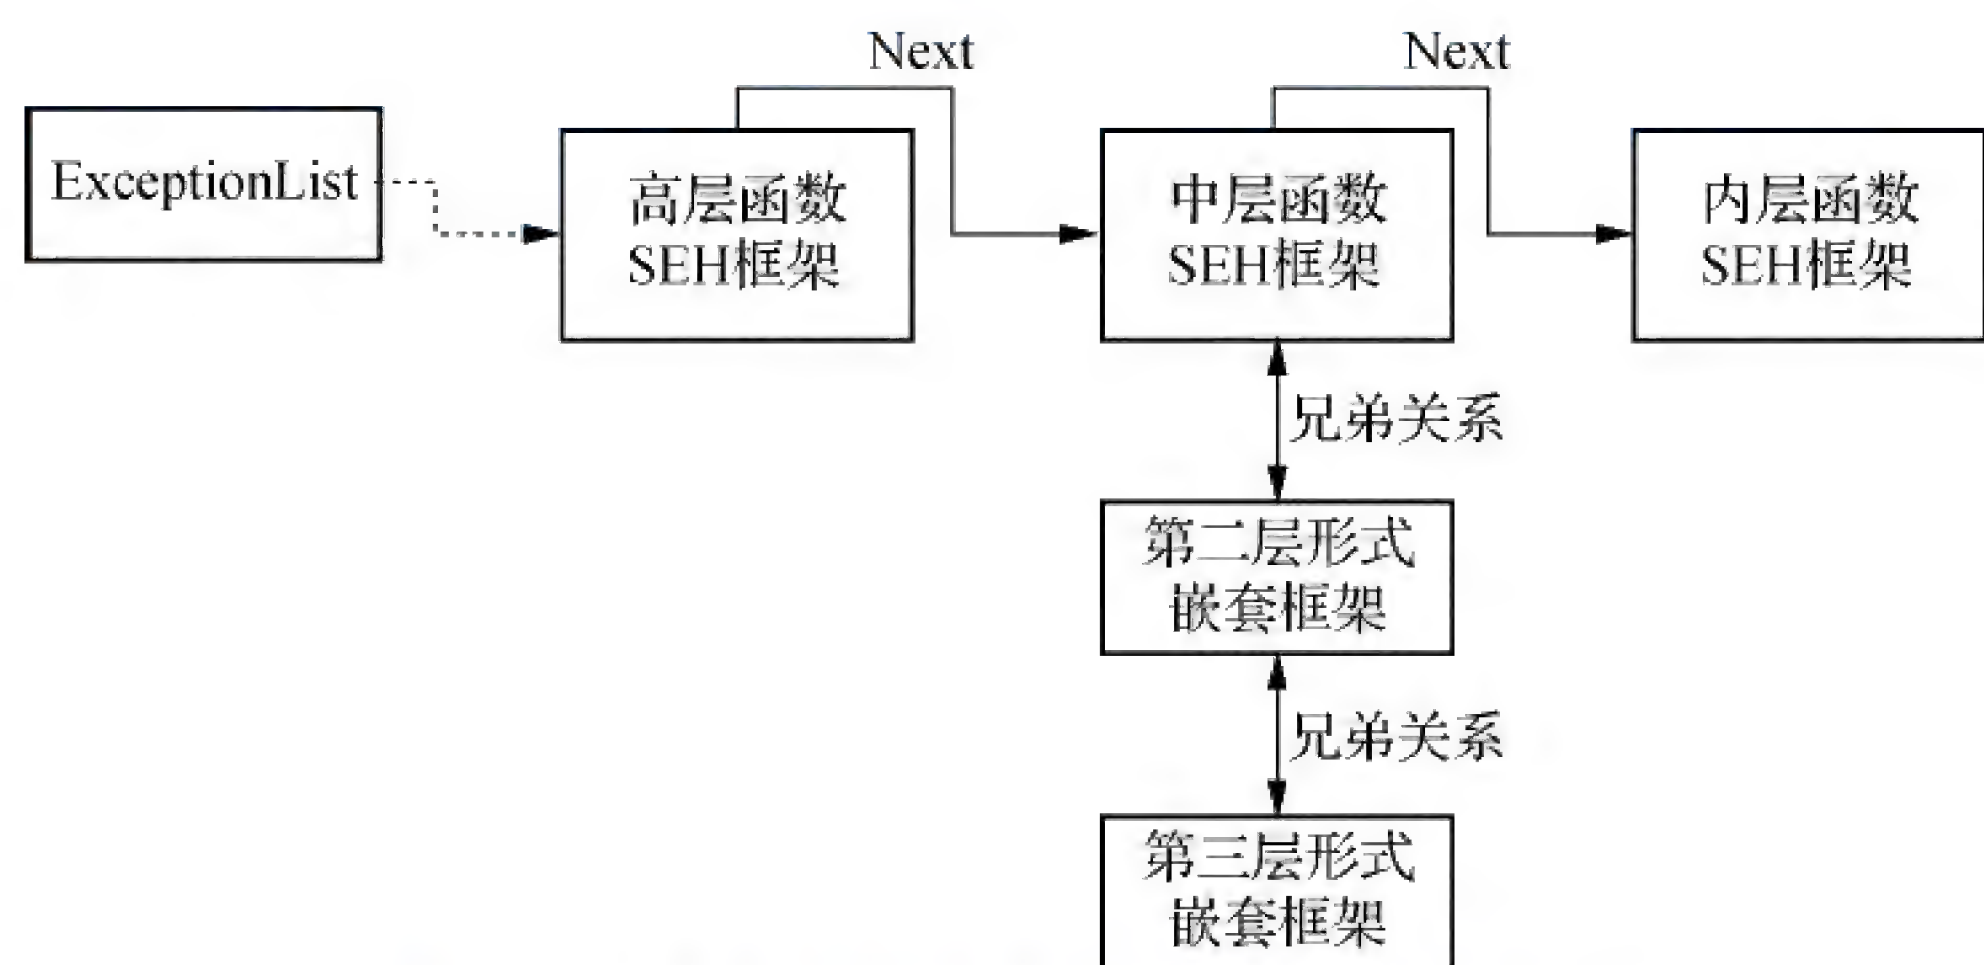 Next
Next
ExceptionList
高层函数
SEH框架
中层函数
SEH框架
内层函数
SEH框架
兄弟关系
第二层形式
嵌套框架
兄弟关系
第三层形式
嵌套框架